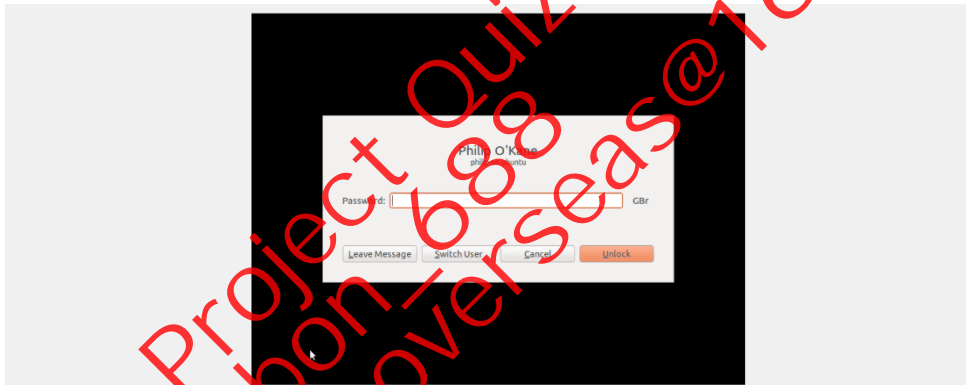 Philip O'Kane
Password:
GBr
Leave Message
Switch User
Cancel
Unlock
Project Quiz
688
overseas@16